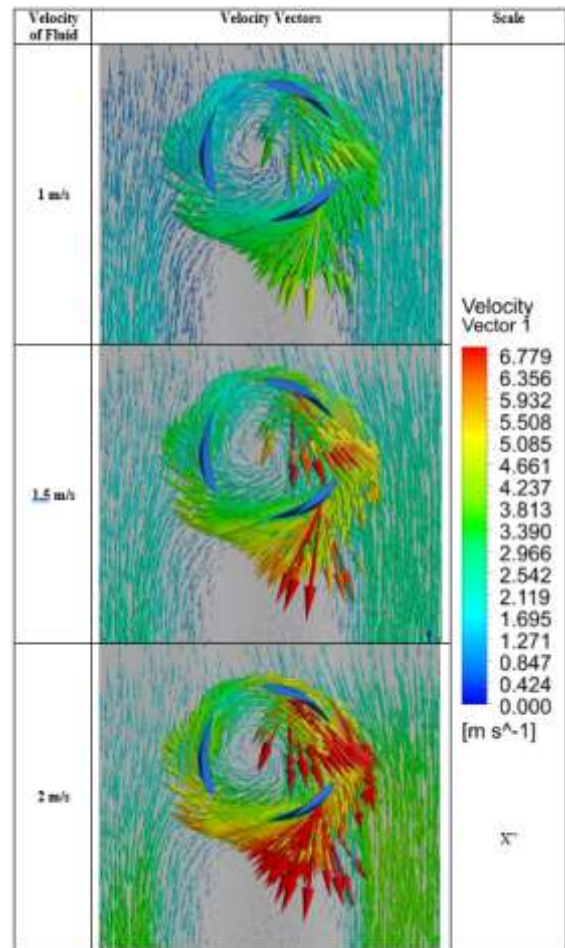 Velocity
of Fluid
Velocity Vectors
Scale
1 m/s
1.5 m/s
2 m/s
Velocity
Vector 1
6.779
6.356
5.932
5.508
5.085
4.661
4.237
3.813
3.390
2.966
2.542
2.119
1.695
1.271
0.847
0.424
0.000
[m s^-1]